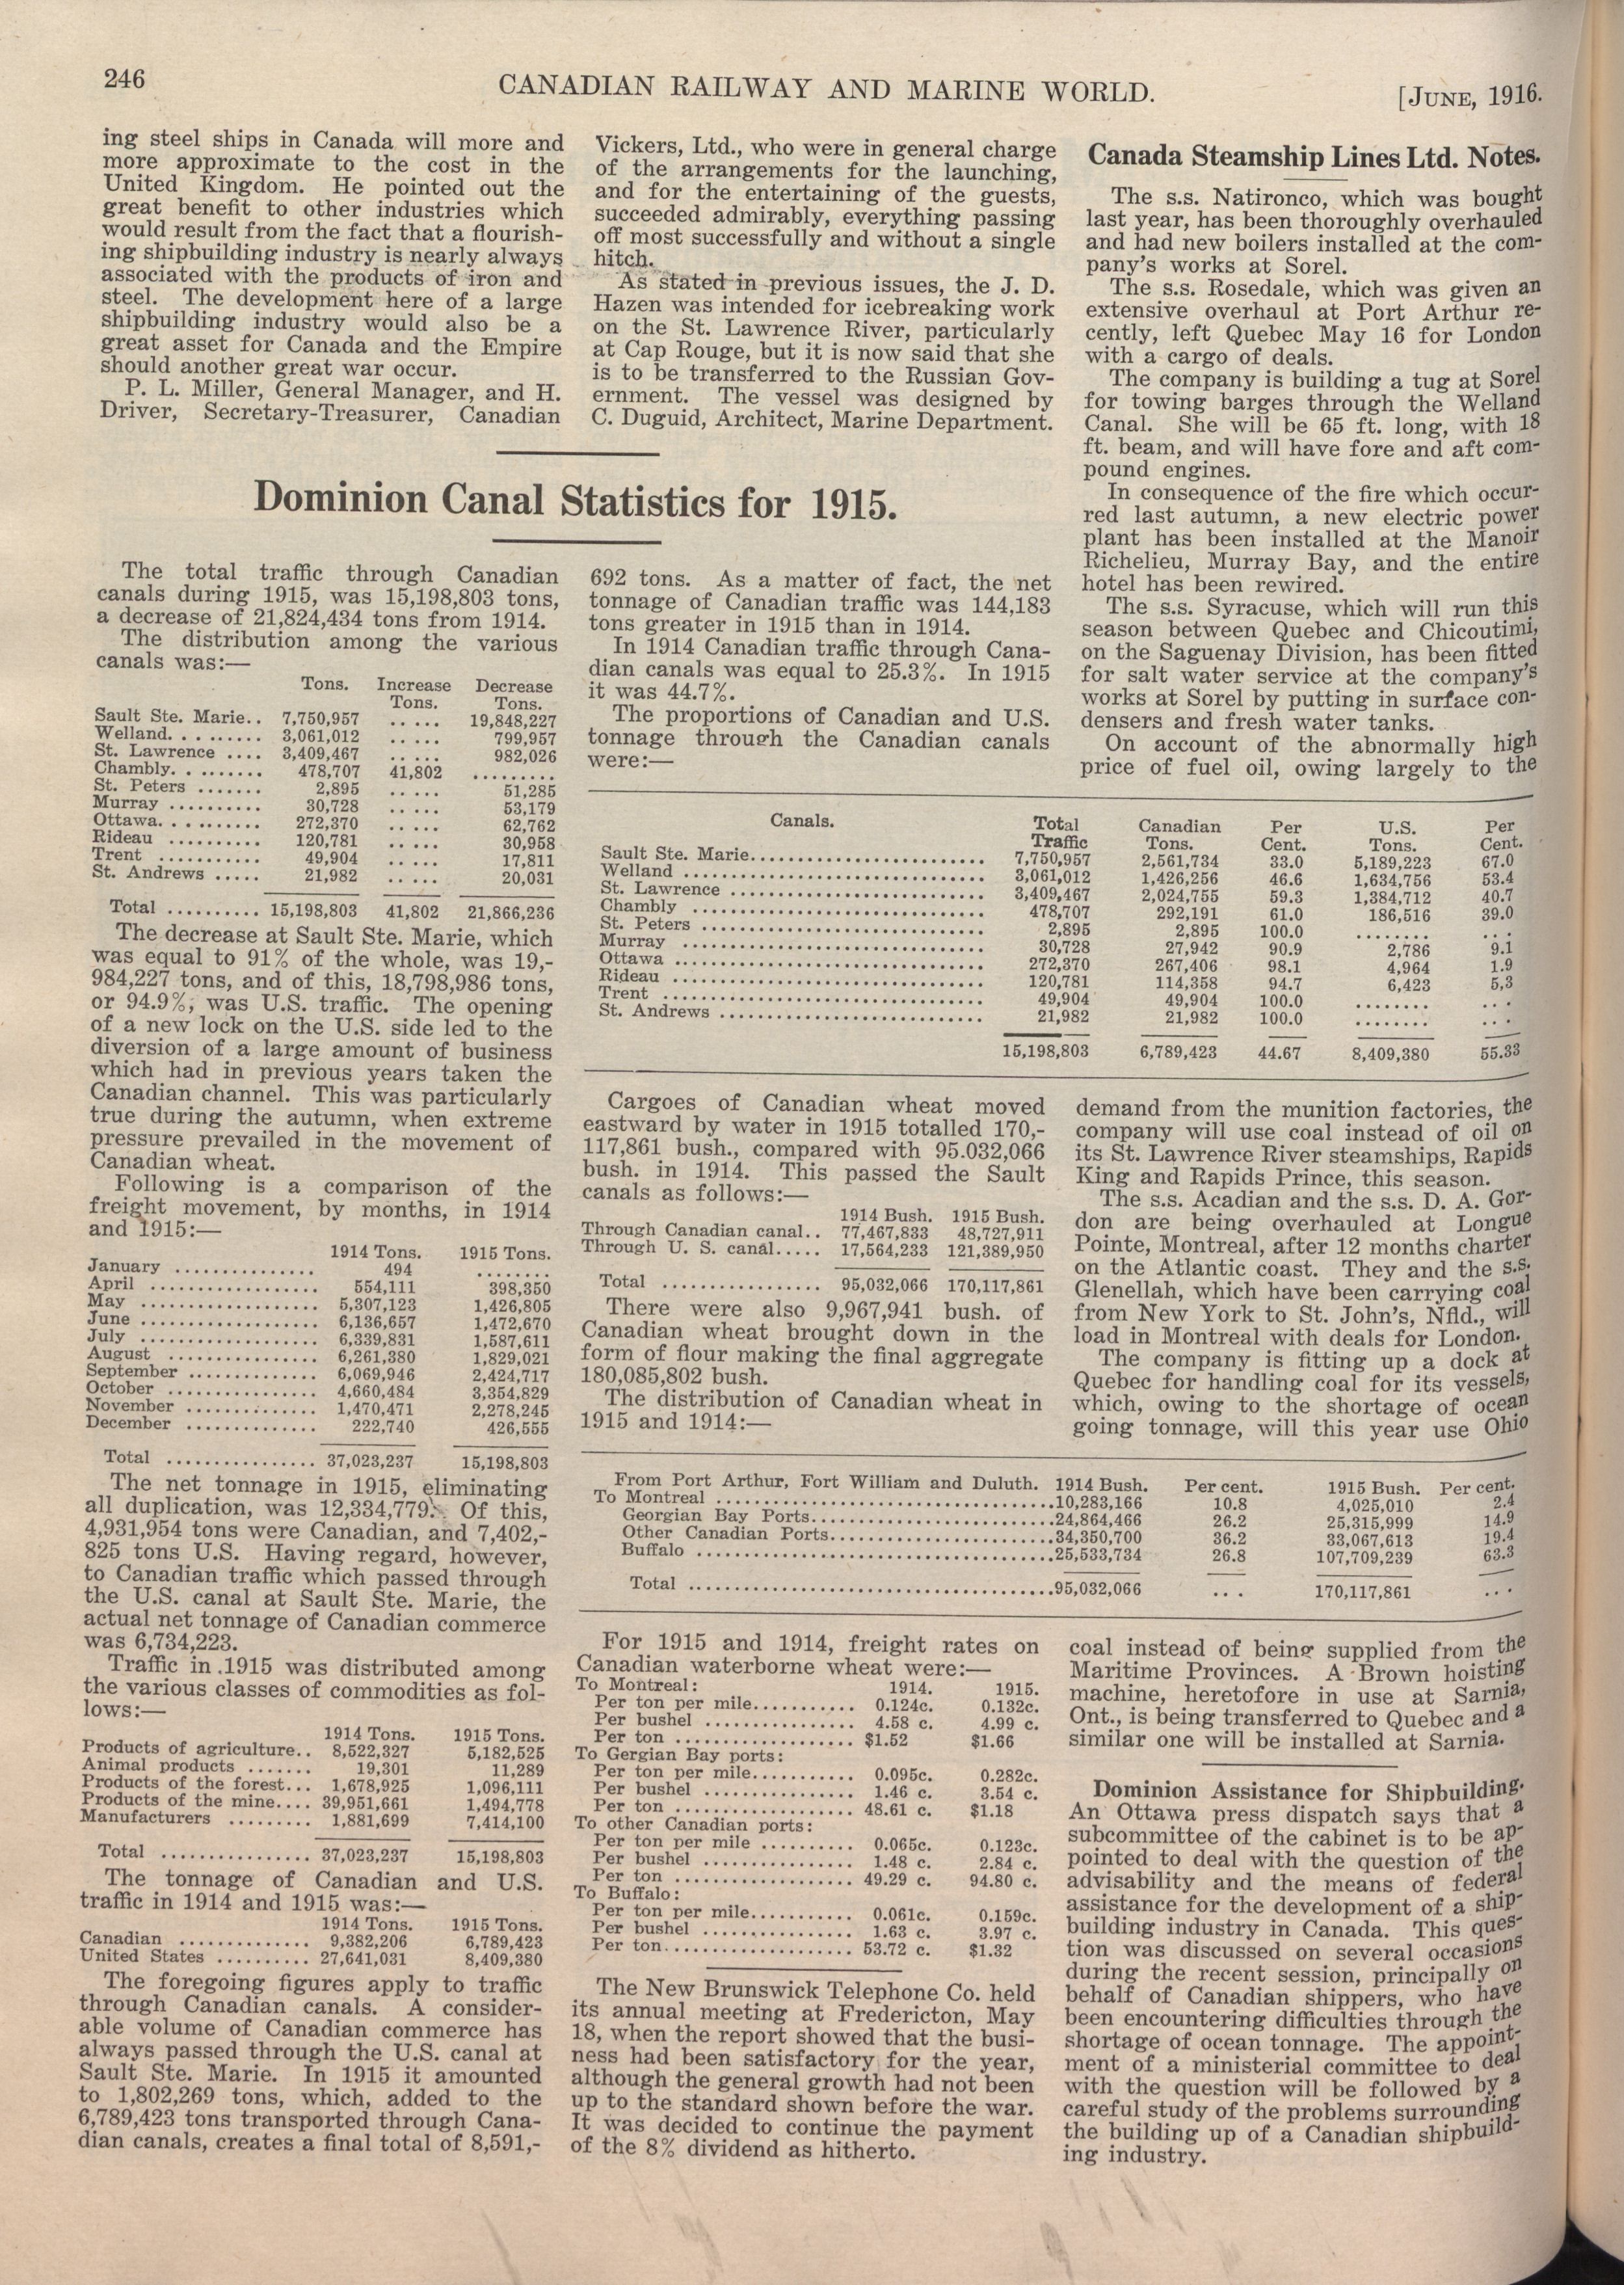 246
CANADIAN RAILWAY AND MARINE WORLD.
[JUNE, 1916.
ing steel ships in Canada will more and
more approximate to the cost in the
United Kingdom. He pointed out the
great benefit to other industries which
would result from the fact that a flourish-
ing shipbuilding industry is nearly always
associated with the products of iron and
steel. The development here of a large
shipbuilding industry would also be a
great asset for Canada and the Empire
should another great war occur.
P. L. Miller, General Manager, and H.
Driver, Secretary-Treasurer, Canadian
Vickers, Ltd., who were in general charge
of the arrangements for the launching,
and for the entertaining of the guests,
succeeded admirably, everything passing
off most successfully and without a single
hitch.
As stated in previous issues, the J. D.
Hazen was intended for icebreaking work
on the St. Lawrence River, particularly
at Cap Rouge, but it is now said that she
is to be transferred to the Russian Gov-
ernment. The vessel was designed by
C. Duguid, Architect, Marine Department.
Dominion Canal Statistics for 1915.
The total traffic through Canadian
canals during 1915, was 15,198,803 tons,
a decrease of 21,824,434 tons from 1914.
The distribution among the various
canals was:—
Tons. Increase Decrease
Tons. Tons.
Sault Ste. Marie.. 7,750,957 ..... 19,848,227
Welland. ........ 3,061,012 ..... 799,957
St. Lawrence .... 3,409,467 ..... 982,026
Chambly. ........ 478,707 41,802 .........
St. Peters ....... 2,895 ..... 51,285
Murray .......... 30,728 ..... 53,179
Ottawa. ......... 272,370 ..... 62,762
Rideau .......... 120,781 ..... 30,958
Trent ........... 49,904 ..... 17,811
St. Andrews ..... 21,982 ..... 20,031
Total .......... 15,198,803 41,802 21,866,236
The decrease at Sault Ste. Marie, which
was equal to 91% of the whole, was 19,-
984,227 tons, and of this, 18,798,986 tons,
or 94.9%, was U.S. traffic. The opening
of a new lock on the U.S. side led to the
diversion of a large amount of business
which had in previous years taken the
Canadian channel. This was particularly
true during the autumn, when extreme
pressure prevailed in the movement of
Canadian wheat.
Following is a comparison of the
freight movement, by months, in 1914
and 1915:—
1914 Tons. 1915 Tons.
January ............... 494 ........
April .................. 554,111 398,350
May .................... 5,307,123 1,426,805
June .................... 6,136,657 1,472,670
July .................... 6,339,831 1,587,611
August ................. 6,261,380 1,829,021
September .............. 6,069,946 2,424,717
October ................. 4,660,484 3,354,829
November ............... 1,470,471 2,278,245
December ............... 222,740 426,555
Total ................ 37,023,237 15,198,803
The net tonnage in 1915, eliminating
all duplication, was 12,334,779. Of this,
4,931,954 tons were Canadian, and 7,402,-
825 tons U.S. Having regard, however,
to Canadian traffic which passed through
the U.S. canal at Sault Ste. Marie, the
actual net tonnage of Canadian commerce
was 6,734,223.
Traffic in 1915 was distributed among
the various classes of commodities as fol-
lows:—
1914 Tons. 1915 Tons.
Products of agriculture.. 8,522,327 5,182,525
Animal products ....... 19,301 11,289
Products of the forest... 1,678,925 1,096,111
Products of the mine.... 39,951,661 1,494,778
Manufacturers ......... 1,881,699 7,414,100
Total ................ 37,023,237 15,198,803
The tonnage of Canadian and U.S.
traffic in 1914 and 1915 was:—
1914 Tons. 1915 Tons.
Canadian .............. 9,382,206 6,789,423
United States .......... 27,641,031 8,409,380
The foregoing figures apply to traffic
through Canadian canals. A consider-
able volume of Canadian commerce has
always passed through the U.S. canal at
Sault Ste. Marie. In 1915 it amounted
to 1,802,269 tons, which, added to the
6,789,423 tons transported through Cana-
dian canals, creates a final total of 8,591,-
692 tons. As a matter of fact, the net
tonnage of Canadian traffic was 144,183
tons greater in 1915 than in 1914.
In 1914 Canadian traffic through Cana-
dian canals was equal to 25.3%. In 1915
it was 44.7%.
The proportions of Canadian and U.S.
tonnage through the Canadian canals
were:—
Canals. Total Canadian Per U.S. Per
Traffic Tons. Cent. Tons. Cent.
Sault Ste. Marie.......................... 7,750,957 2,561,734 33.0 5,189,223 67.0
Welland .................................. 3,061,012 1,426,256 46.6 1,634,756 53.4
St. Lawrence ............................. 3,409,467 2,024,755 59.3 1,384,712 40.7
Chambly ................................. 478,707 292,191 61.0 186,516 39.0
St. Peters ................................ 2,895 2,895 100.0 ........ ...
Murray .................................. 30,728 27,942 90.9 2,786 9.1
Ottawa ................................... 272,370 267,406 98.1 4,964 1.9
Rideau ................................... 120,781 114,358 94.7 6,423 5,3
Trent .................................... 49,904 49,904 100.0 ........ ...
St. Andrews .............................. 21,982 21,982 100.0 ........ ...
15,198,803 6,789,423 44.67 8,409,380 55.33
Cargoes of Canadian wheat moved
eastward by water in 1915 totalled 170,-
117,861 bush., compared with 95.032,066
bush. in 1914. This passed the Sault
canals as follows:—
1914 Bush. 1915 Bush.
Through Canadian canal.. 77,467,833 48,727,911
Through U. S. canal..... 17,564,233 121,389,950
Total ................ 95,032,066 170,117,861
There were also 9,967,941 bush. of
Canadian wheat brought down in the
form of flour making the final aggregate
180,085,802 bush.
The distribution of Canadian wheat in
1915 and 1914:—
From Port Arthur, Fort William and Duluth. 1914 Bush. Per cent. 1915 Bush. Per cent.
To Montreal .....................................10,283,166 10.8 4,025,010 2.4
Georgian Bay Ports...........................24,864,466 26.2 25,315,999 14.9
Other Canadian Ports.........................34,350,700 36.2 33,067,613 19.4
Buffalo .......................................25,533,734 26.8 107,709,239 63.3
Total ........................................95,032,066 ... 170,117,861 ...
For 1915 and 1914, freight rates on
Canadian waterborne wheat were:—
To Montreal: 1914. 1915.
Per ton per mile........... 0.124c. 0.132c.
Per bushel ................ 4.58 c. 4.99 c.
Per ton ................... $1.52 $1.66
To Gergian Bay ports:
Per ton per mile........... 0.095c. 0.282c.
Per bushel ................ 1.46 c. 3.54 c.
Per ton ................... 48.61 c. $1.18
To other Canadian ports:
Per ton per mile .......... 0.065c. 0.123c.
Per bushel ................ 1.48 c. 2.84 c.
Per ton ................... 49.29 c. 94.80 c.
To Buffalo:
Per ton per mile........... 0.061c. 0.159c.
Per bushel ................ 1.63 c. 3.97 c.
Per ton.................... 53.72 c. $1.32
The New Brunswick Telephone Co. held
its annual meeting at Fredericton, May
18, when the report showed that the busi-
ness had been satisfactory for the year,
although the general growth had not been
up to the standard shown before the war.
It was decided to continue the payment
of the 8% dividend as hitherto.
Canada Steamship Lines Ltd. Notes.
The s.s. Natironco, which was bought
last year, has been thoroughly overhauled
and had new boilers installed at the com-
pany's works at Sorel.
The s.s. Rosedale, which was given an
extensive overhaul at Port Arthur re-
cently, left Quebec May 16 for London
with a cargo of deals.
The company is building a tug at Sorel
for towing barges through the Welland
Canal. She will be 65 ft. long, with 18
ft. beam, and will have fore and aft com-
pound engines.
In consequence of the fire which occur-
red last autumn, a new electric power
plant has been installed at the Manoir
Richelieu, Murray Bay, and the entire
hotel has been rewired.
The s.s. Syracuse, which will run this
season between Quebec and Chicoutimi,
on the Saguenay Division, has been fitted
for salt water service at the company's
works at Sorel by putting in surface con-
densers and fresh water tanks.
On account of the abnormally high
price of fuel oil, owing largely to the
demand from the munition factories, the
company will use coal instead of oil on
its St. Lawrence River steamships, Rapids
King and Rapids Prince, this season.
The s.s. Acadian and the s.s. D. A. Gor-
don are being overhauled at Longue
Pointe, Montreal, after 12 months charter
on the Atlantic coast. They and the s.s.
Glenellah, which have been carrying coal
from New York to St. John's, Nfld., will
load in Montreal with deals for London.
The company is fitting up a dock at
Quebec for handling coal for its vessels,
which, owing to the shortage of ocean
going tonnage, will this year use Ohio
coal instead of being supplied from the
Maritime Provinces. A Brown hoisting
machine, heretofore in use at Sarnia,
Ont., is being transferred to Quebec and a
similar one will be installed at Sarnia.
Dominion Assistance for Shipbuilding.
An Ottawa press dispatch says that a
subcommittee of the cabinet is to be ap-
pointed to deal with the question of the
advisability and the means of federal
assistance for the development of a ship-
building industry in Canada. This ques-
tion was discussed on several occasions
during the recent session, principally on
behalf of Canadian shippers, who have
been encountering difficulties through the
shortage of ocean tonnage. The appoint-
ment of a ministerial committee to deal
with the question will be followed by a
careful study of the problems surrounding
the building up of a Canadian shipbuild-
ing industry.